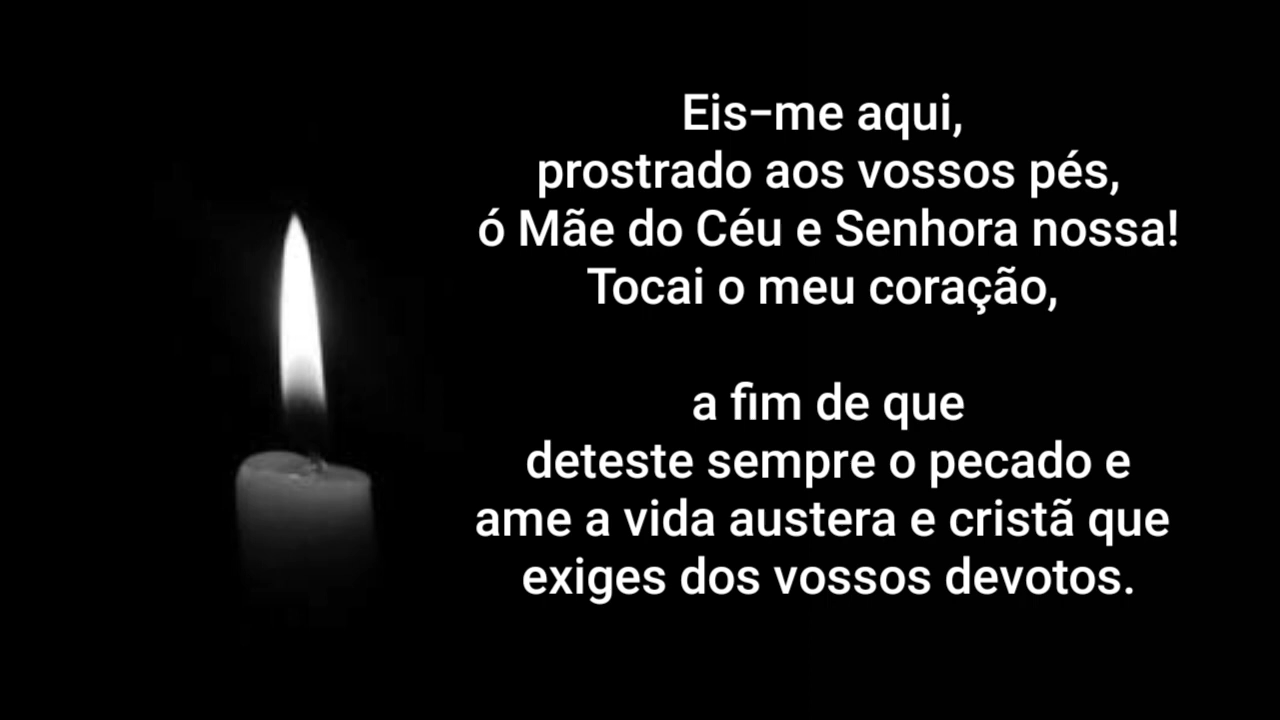 Eis-me aqui,
prostrado aos vossos pés,
ó Mãe do Céu e Senhora nossa!
Tocai o meu coração,
a fim de que
deteste sempre o pecado e
ame a vida austera e cristã que
exiges dos vossos devotos.